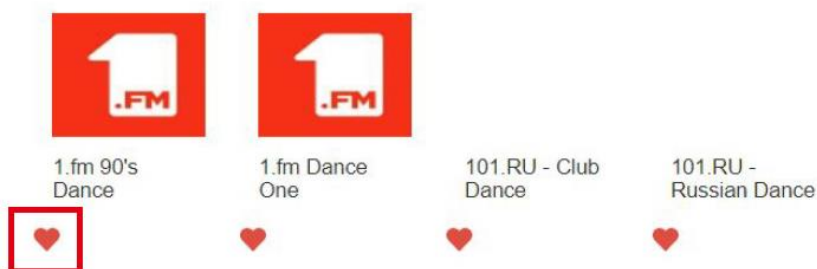 .FM
.FM
1.fm 90's
Dance
1.fm Dance
One
101.RU - Club
Dance
101.RU -
Russian Dance